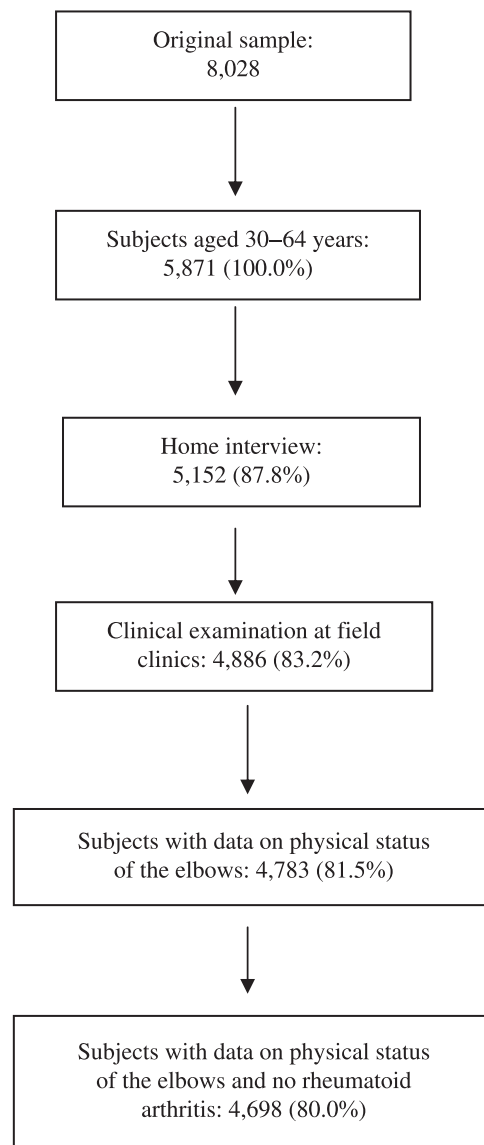 Original sample:
8,028
Subjects aged 30–64 years:
5,871 (100.0%)
Home interview:
5,152 (87.8%)
Clinical examination at field
clinics: 4,886 (83.2%)
Subjects with data on physical status
of the elbows: 4,783 (81.5%)
Subjects with data on physical status
of the elbows and no rheumatoid
arthritis: 4,698 (80.0%)